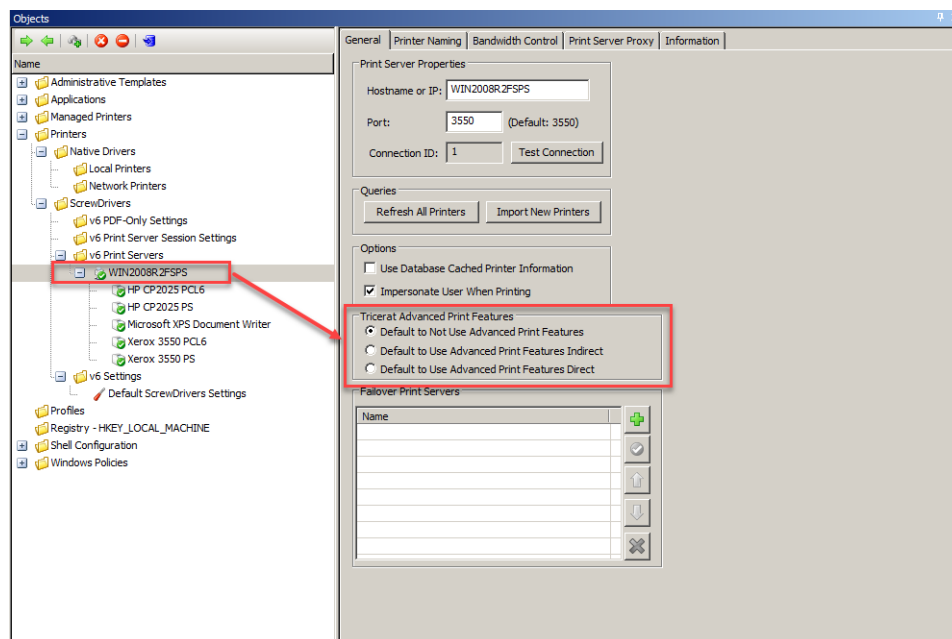 Objects
Name
Administrative Templates
Applications
Managed Printers
Printers
Native Drivers
Local Printers
Network Printers
ScrewDrivers
v6 PDF-Only Settings
v6 Print Server Session Settings
v6 Print Servers
WIN2008R2FSPS
HP CP2025 PCL6
HP CP2025 PS
Microsoft XPS Document Writer
Xerox 3550 PCL6
Xerox 3550 PS
v6 Settings
Default ScrewDrivers Settings
Profiles
Registry - HKEY_LOCAL_MACHINE
Shell Configuration
Windows Policies
General Printer Naming Bandwidth Control Print Server Proxy Information
Print Server Properties
Hostname or IP: WIN2008R2FSPS
Port: 3550 (Default: 3550)
Connection ID: 1 Test Connection
Queries
Refresh All Printers Import New Printers
Options
Use Database Cached Printer Information
Impersonate User When Printing
Tricerat Advanced Print Features
Default to Not Use Advanced Print Features
Default to Use Advanced Print Features Indirect
Default to Use Advanced Print Features Direct
Failover Print Servers
Name